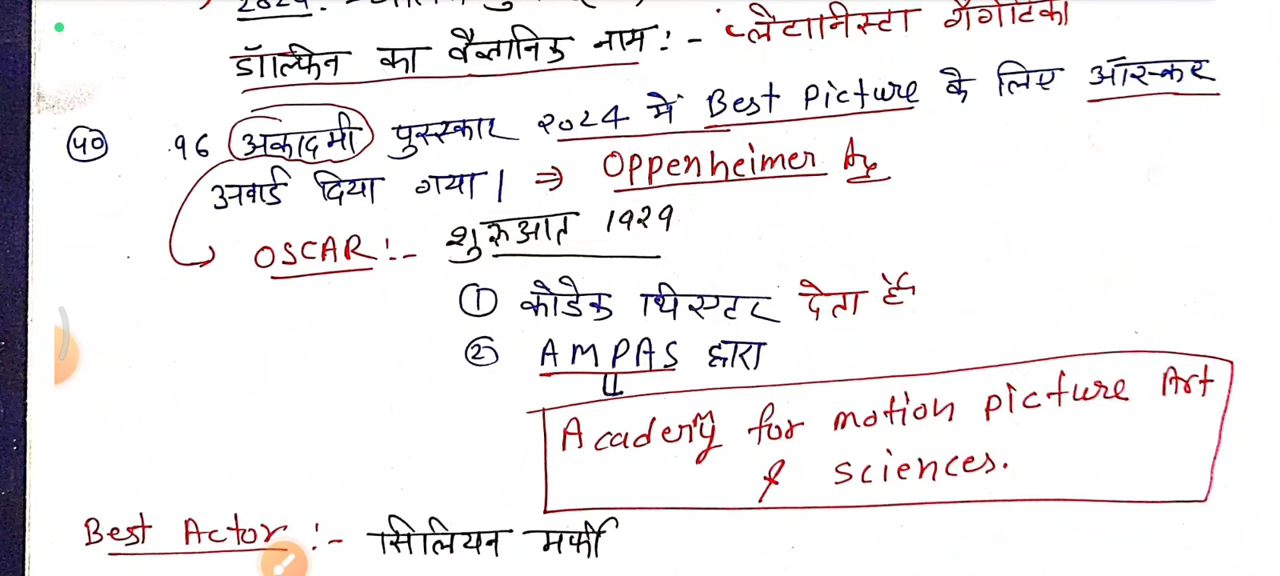 2024:
डॉल्फिन का वैज्ञानिक नाम :- प्लैटानिस्टा गैंगेटिका
(40) 96 अकादमी पुरस्कार २०२4 में Best Picture के लिए ऑस्कर
अवार्ड दिया गया। ⇒ Oppenheimer
→ OSCAR :- शुरुआत 1929
① कोडेक थिएटर देता है
② AMPAS द्वारा
Academy for motion picture Art
& sciences.
Best Actor :- सिलियन मर्फी